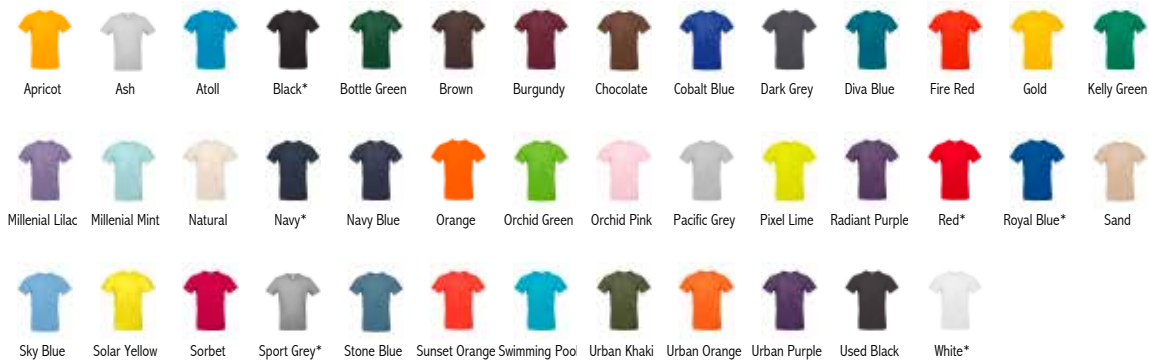 Apricot Ash Atoll Black* Bottle Green Brown Burgundy Chocolate Cobalt Blue Dark Grey Diva Blue Fire Red Gold Kelly Green
Millenial Lilac Millenial Mint Natural Navy* Navy Blue Orange Orchid Green Orchid Pink Pacific Grey Pixel Lime Radiant Purple Red* Royal Blue* Sand
Sky Blue Solar Yellow Sorbet Sport Grey* Stone Blue Sunset Orange Swimming Pool Urban Khaki Urban Orange Urban Purple Used Black White*